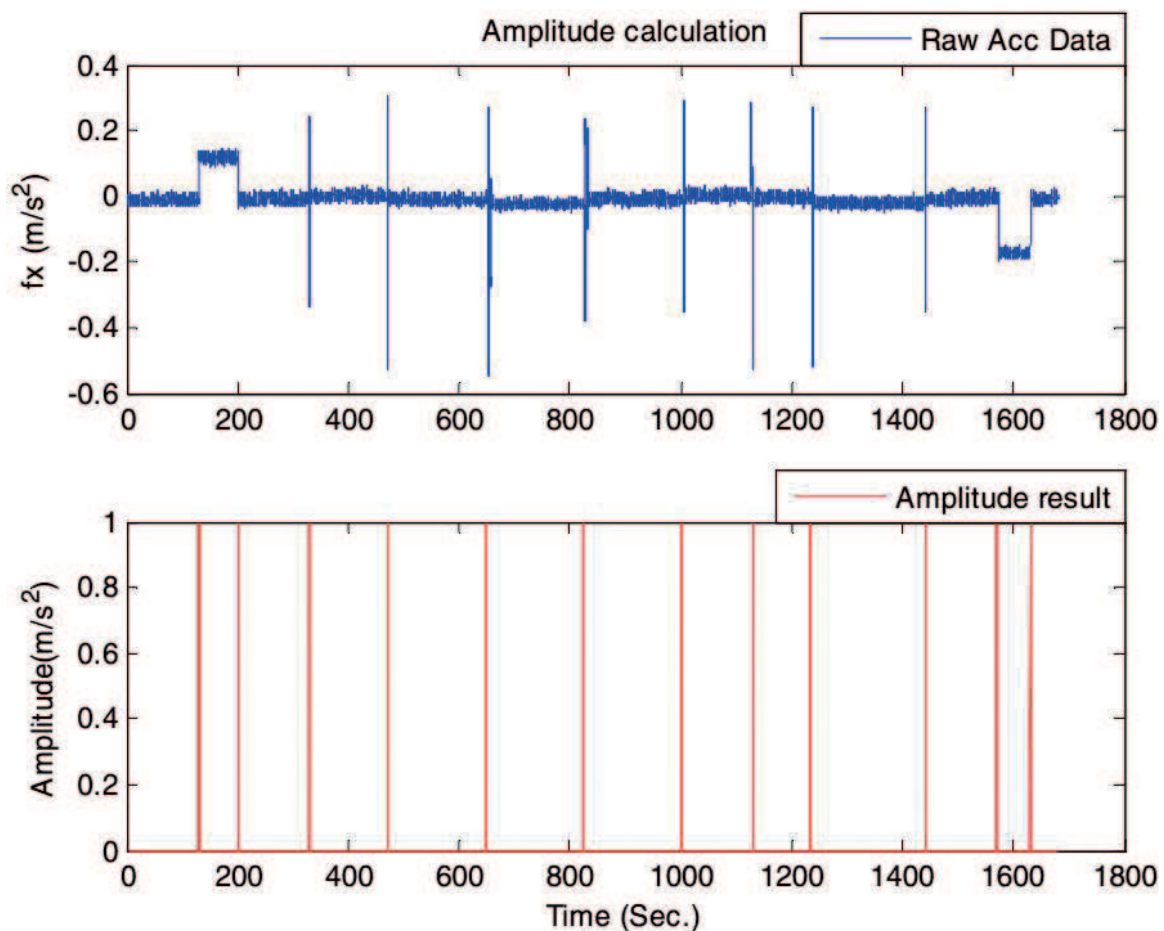 Amplitude calculation
Raw Acc Data
0.4
0.2
0
-0.2
-0.4
-0.6
fx (m/s²)
0 200 400 600 800 1000 1200 1400 1600 1800
Amplitude result
1
0.8
0.6
0.4
0.2
0
Amplitude(m/s²)
0 200 400 600 800 1000 1200 1400 1600 1800
Time (Sec.)